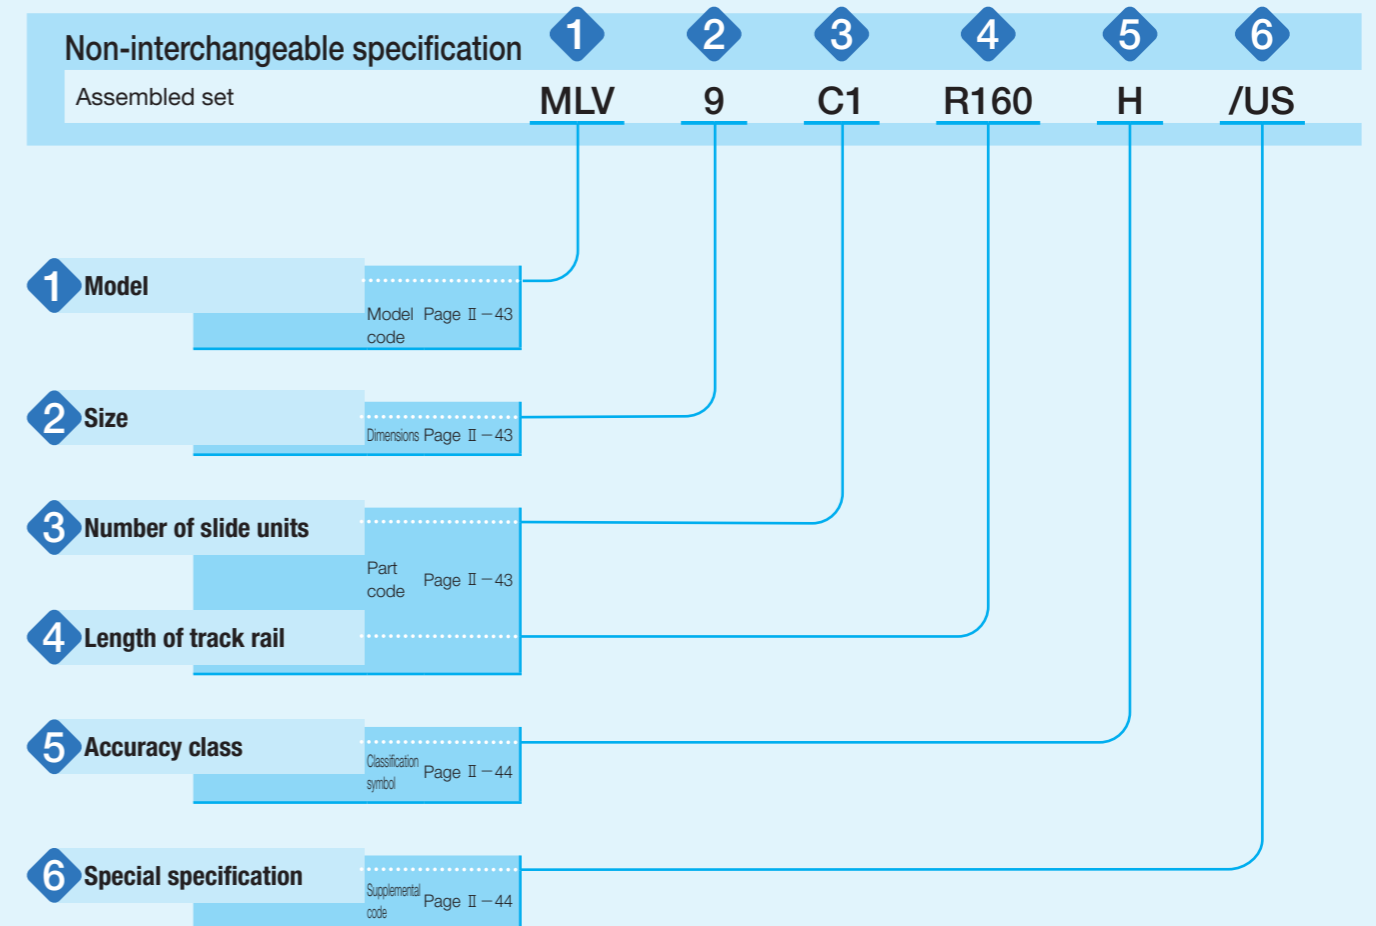 1 2 3 4 5 6
Non-interchangeable specification
Assembled set MLV 9 C1 R160 H /US
1 Model
Model Page Ⅱ－43
code
2 Size
Dimensions Page Ⅱ－43
3 Number of slide units
Part
code Page Ⅱ－43
4 Length of track rail
5 Accuracy class
Classification
symbol Page Ⅱ－44
6 Special specification
Supplemental
code Page Ⅱ－44